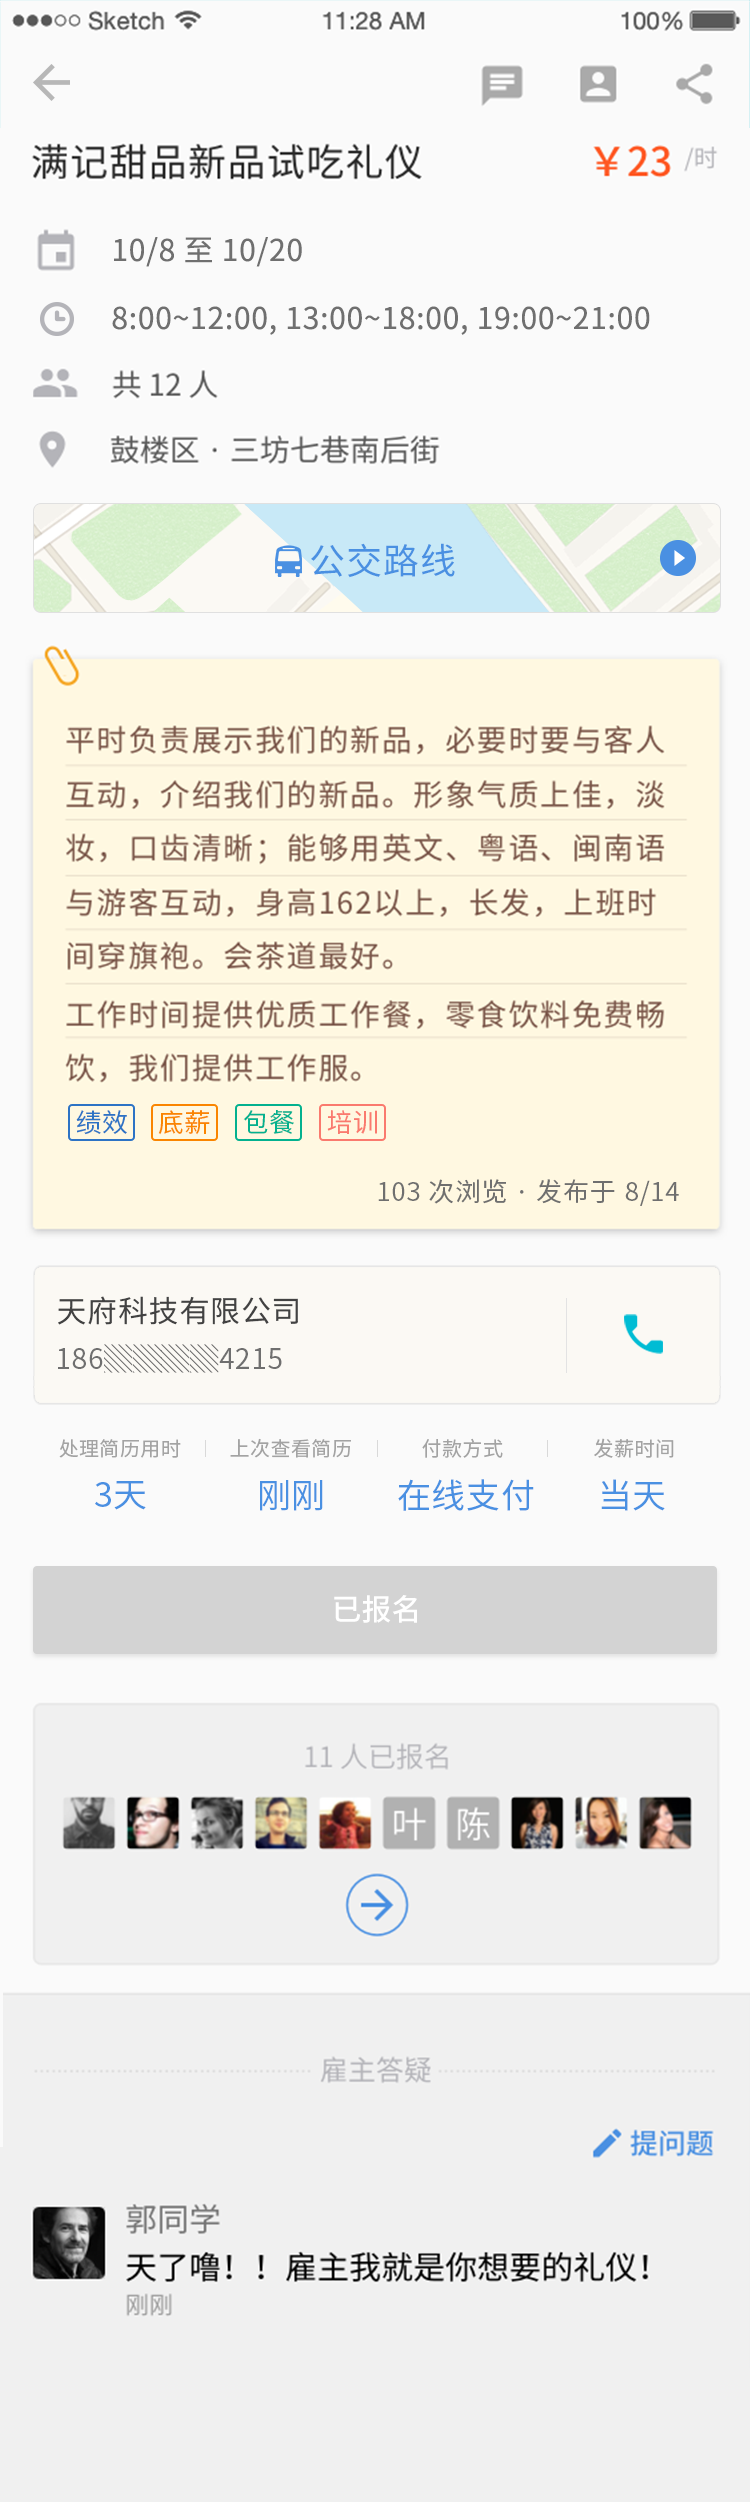 Sketch 11:28 AM 100%
满记甜品新品试吃礼仪 ￥23 /时
10/8 至 10/20
8:00~12:00, 13:00~18:00, 19:00~21:00
共 12 人
鼓楼区 · 三坊七巷南后街
公交路线
平时负责展示我们的新品，必要时要与客人
互动，介绍我们的新品。形象气质上佳，淡
妆，口齿清晰；能够用英文、粤语、闽南语
与游客互动，身高162以上，长发，上班时
间穿旗袍。会茶道最好。
工作时间提供优质工作餐，零食饮料免费畅
饮，我们提供工作服。
绩效 底薪 包餐 培训
103 次浏览 · 发布于 8/14
天府科技有限公司
186 4215
处理简历用时 上次查看简历 付款方式 发薪时间
3天 刚刚 在线支付 当天
已报名
11 人已报名
叶 陈
雇主答疑
提问题
郭同学
天了噜！！雇主我就是你想要的礼仪！
刚刚